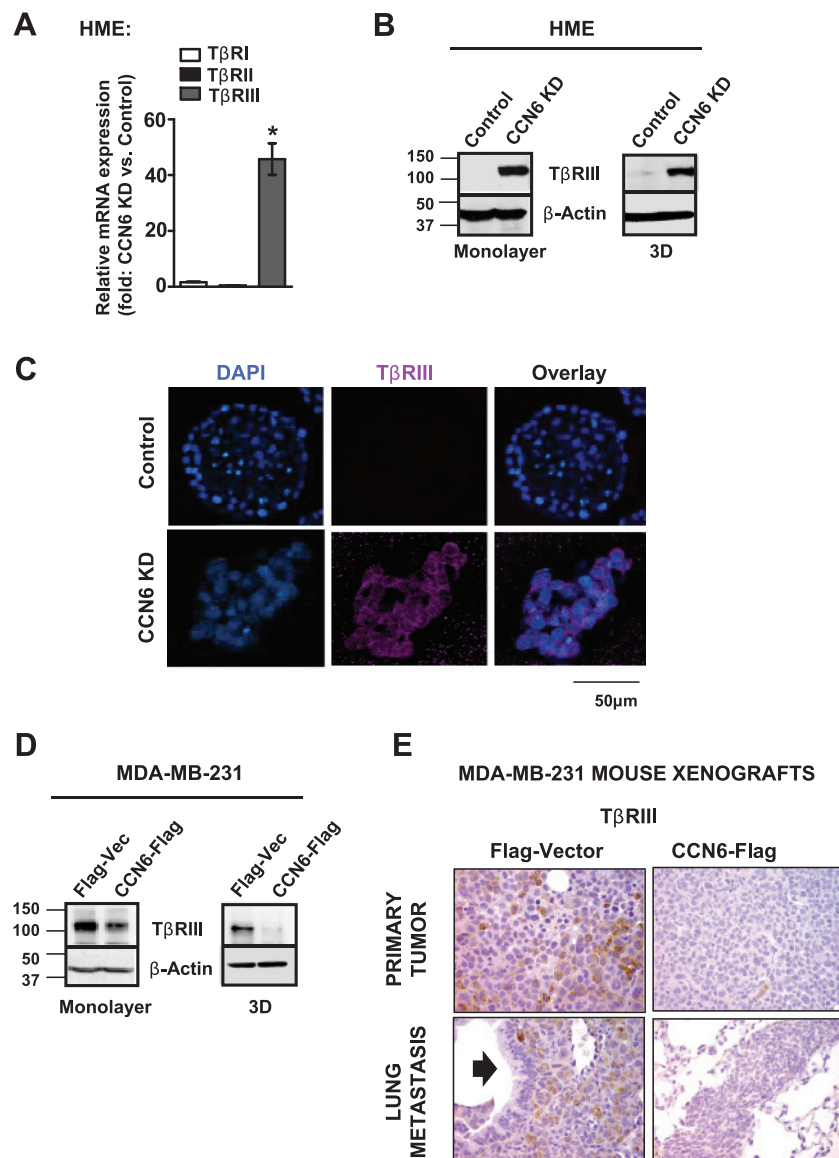 A
HME:
TβRI
TβRII
TβRIII
Relative mRNA expression
(fold: CCN6 KD vs. Control)
60
40
20
0
*
B
HME
Control
CCN6 KD
Control
CCN6 KD
150
100
TβRIII
50
37
β-Actin
Monolayer
3D
C
DAPI
TβRIII
Overlay
Control
CCN6 KD
50μm
D
MDA-MB-231
Flag-Vec
CCN6-Flag
Flag-Vec
CCN6-Flag
150
100
TβRIII
50
37
β-Actin
Monolayer
3D
E
MDA-MB-231 MOUSE XENOGRAFTS
TβRIII
Flag-Vector
CCN6-Flag
PRIMARY
TUMOR
LUNG
METASTASIS